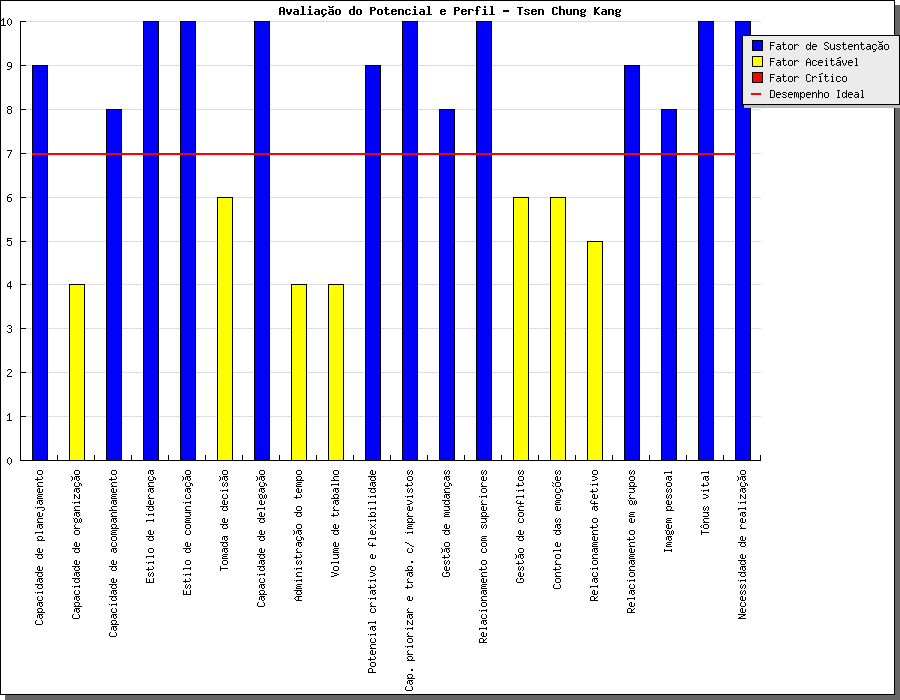 Avaliação do Potencial e Perfil - Tsen Chung Kang
Fator de Sustentação
Fator Aceitável
Fator Crítico
Desempenho Ideal
10
9
8
7
6
5
4
3
2
1
0
Capacidade de planejamento
Capacidade de organização
Capacidade de acompanhamento
Estilo de liderança
Estilo de comunicação
Tomada de decisão
Capacidade de delegação
Administração do tempo
Volume de trabalho
Potencial criativo e flexibilidade
Cap. priorizar e trab. c/ imprevistos
Gestão de mudanças
Relacionamento com superiores
Gestão de conflitos
Controle das emoções
Relacionamento afetivo
Relacionamento em grupos
Imagem pessoal
Tônus vital
Necessidade de realização